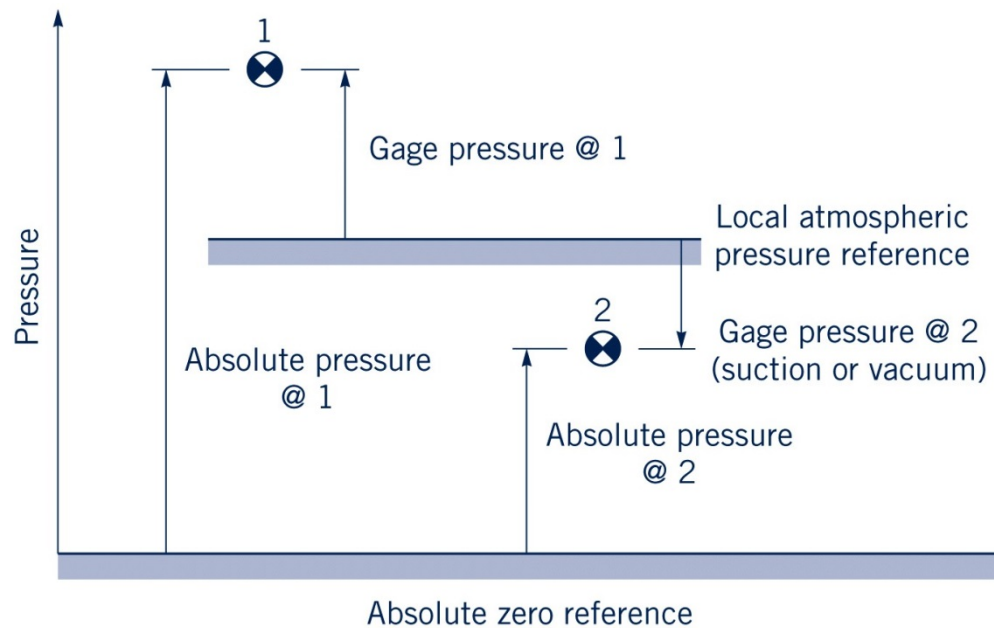 1
Gage pressure @ 1
Local atmospheric
pressure reference
Pressure
2
Gage pressure @ 2
(suction or vacuum)
Absolute pressure
@ 1
Absolute pressure
@ 2
Absolute zero reference